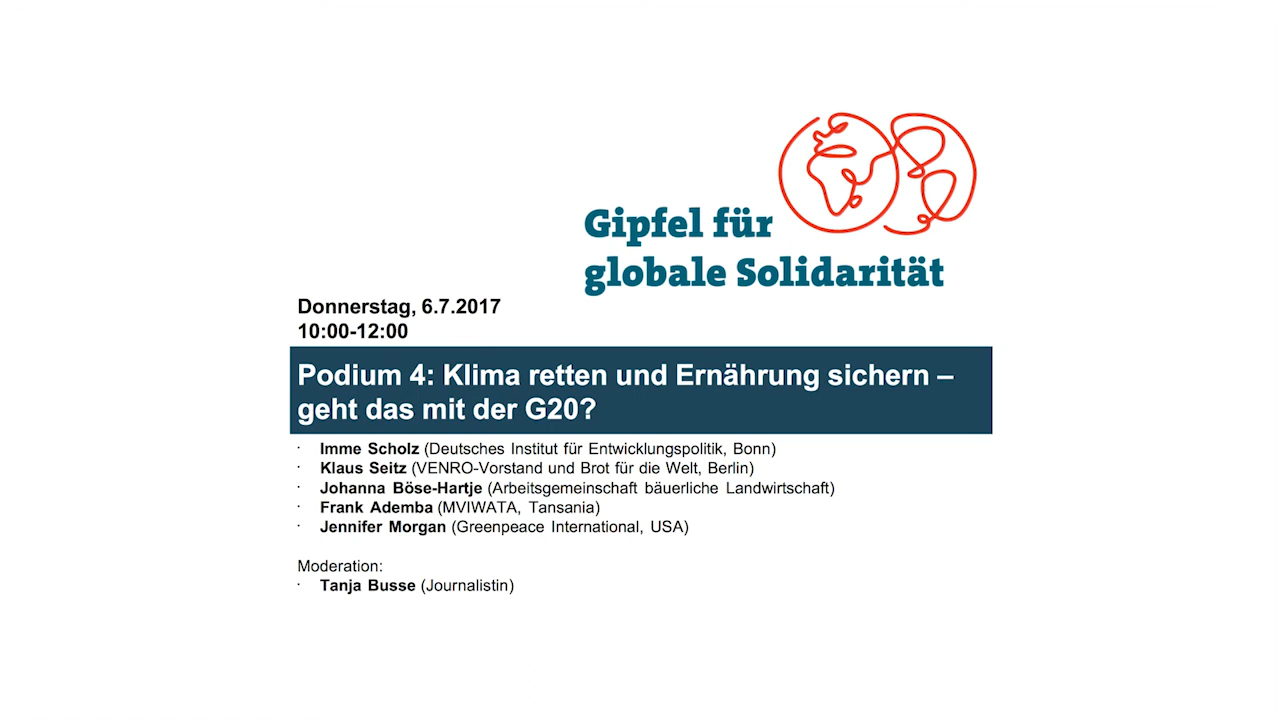 Gipfel für
globale Solidarität
Donnerstag, 6.7.2017
10:00-12:00
Podium 4: Klima retten und Ernährung sichern –
geht das mit der G20?
· Imme Scholz (Deutsches Institut für Entwicklungspolitik, Bonn)
· Klaus Seitz (VENRO-Vorstand und Brot für die Welt, Berlin)
· Johanna Böse-Hartje (Arbeitsgemeinschaft bäuerliche Landwirtschaft)
· Frank Ademba (MVIWATA, Tansania)
· Jennifer Morgan (Greenpeace International, USA)
Moderation:
· Tanja Busse (Journalistin)